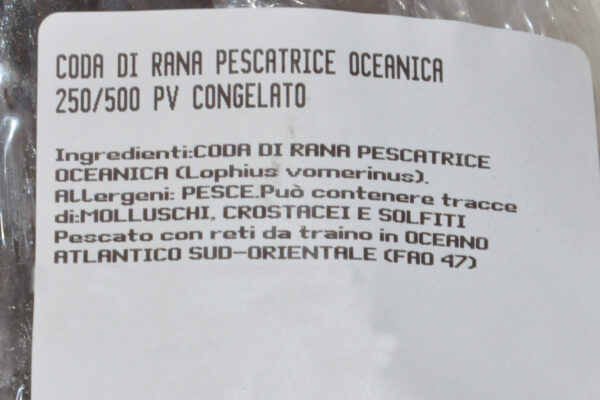 CODA DI RANA PESCATRICE OCEANICA
250/500 PV CONGELATO
Ingredienti:CODA DI RANA PESCATRICE
OCEANICA (Lophius vomerinus).
ALLergeni: PESCE.Può contenere tracce
di:MOLLUSCHI, CROSTACEI E SOLFITI
Pescato con reti da traino in OCEANO
ATLANTICO SUD-ORIENTALE (FAO 47)